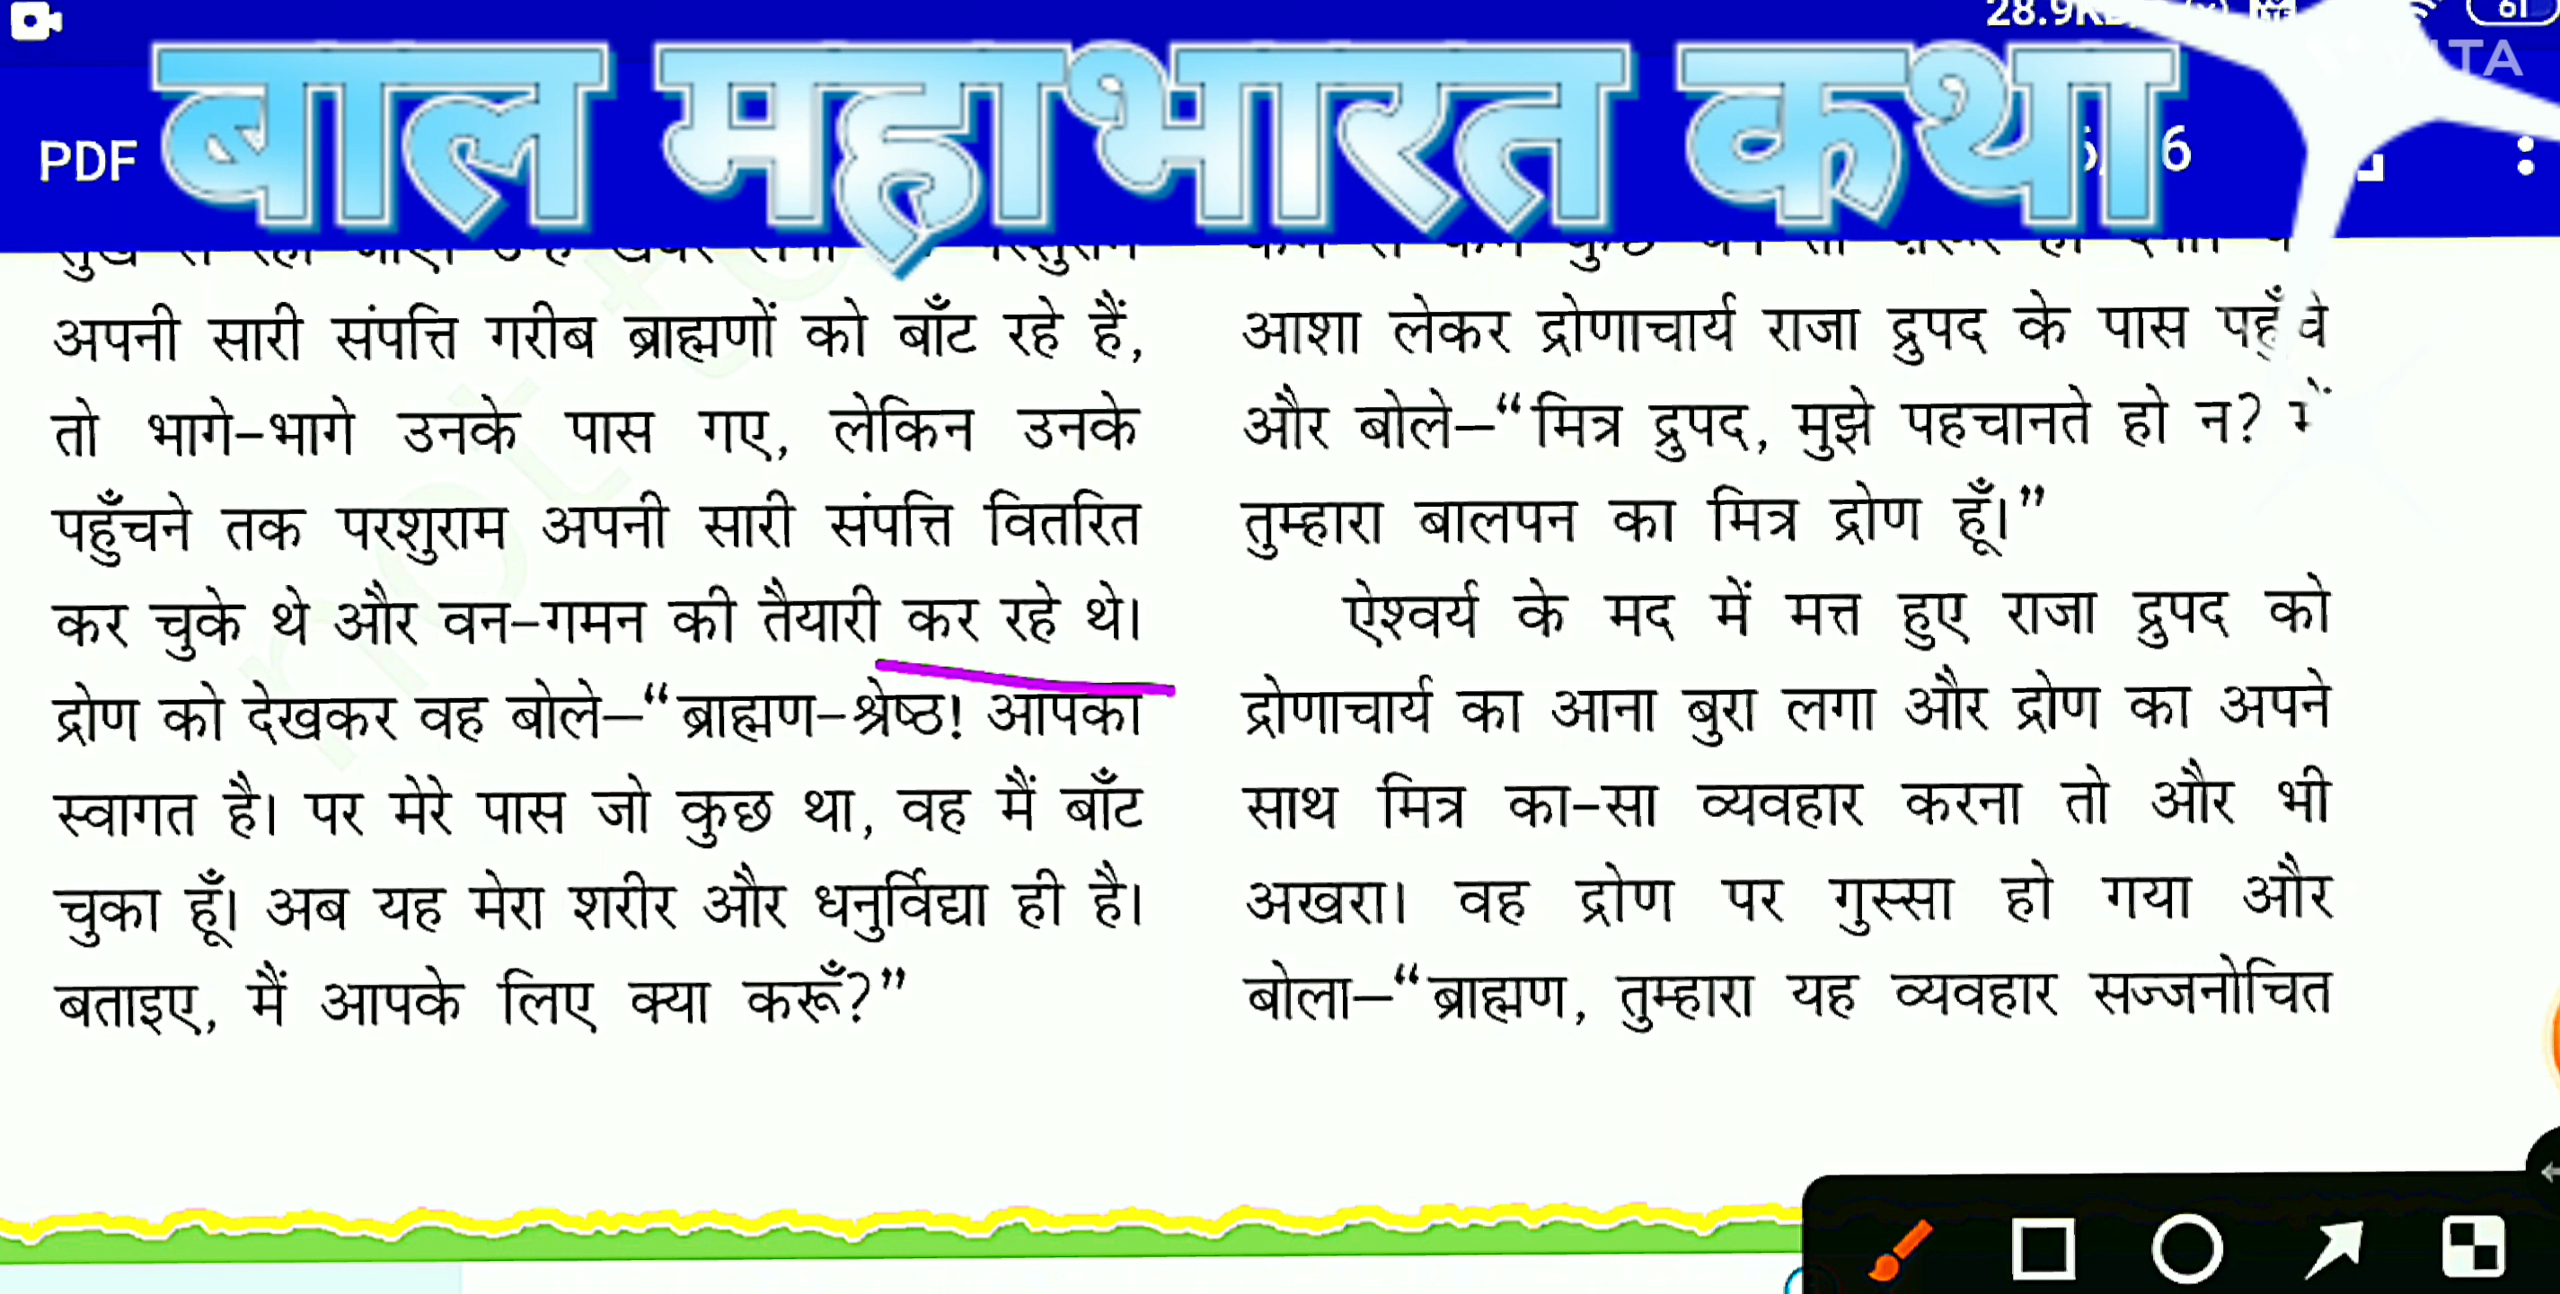 बाल महाभारत कथा
PDF
अपनी सारी संपत्ति गरीब ब्राह्मणों को बाँट रहे हैं,
तो भागे–भागे उनके पास गए, लेकिन उनके
पहुँचने तक परशुराम अपनी सारी संपत्ति वितरित
कर चुके थे और वन–गमन की तैयारी कर रहे थे।
द्रोण को देखकर वह बोले–“ब्राह्मण–श्रेष्ठ! आपका
स्वागत है। पर मेरे पास जो कुछ था, वह मैं बाँट
चुका हूँ। अब यह मेरा शरीर और धनुर्विद्या ही है।
बताइए, मैं आपके लिए क्या करूँ?”
आशा लेकर द्रोणाचार्य राजा द्रुपद के पास पहुँचे
और बोले–“मित्र द्रुपद, मुझे पहचानते हो न? मैं
तुम्हारा बालपन का मित्र द्रोण हूँ।”
ऐश्वर्य के मद में मत्त हुए राजा द्रुपद को
द्रोणाचार्य का आना बुरा लगा और द्रोण का अपने
साथ मित्र का–सा व्यवहार करना तो और भी
अखरा। वह द्रोण पर गुस्सा हो गया और
बोला–“ब्राह्मण, तुम्हारा यह व्यवहार सज्जनोचित